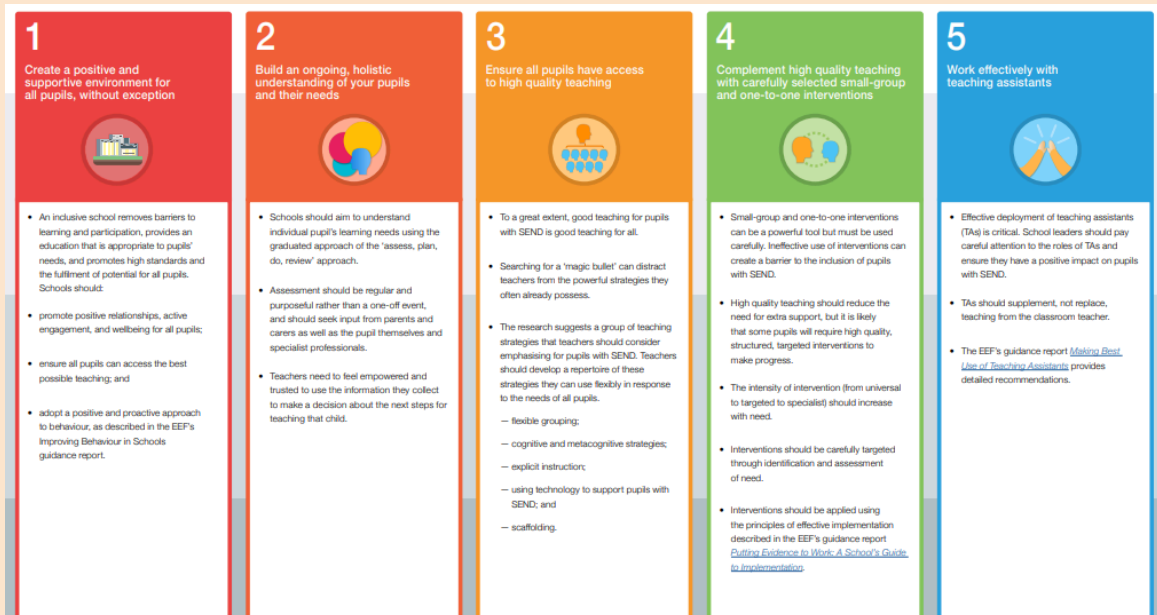 1
Create a positive and
supportive environment for
all pupils, without exception
• An inclusive school removes barriers to
learning and participation, provides an
education that is appropriate to pupils'
needs, and promotes high standards and
the fulfilment of potential for all pupils.
Schools should:
• promote positive relationships, active
engagement, and wellbeing for all pupils;
• ensure all pupils can access the best
possible teaching; and
• adopt a positive and proactive approach
to behaviour, as described in the EEF's
Improving Behaviour in Schools
guidance report.
2
Build an ongoing, holistic
understanding of your pupils
and their needs
• Schools should aim to understand
individual pupil's learning needs using the
graduated approach of the 'assess, plan,
do, review' approach.
• Assessment should be regular and
purposeful rather than a one-off event,
and should seek input from parents and
carers as well as the pupil themselves and
specialist professionals.
• Teachers need to feel empowered and
trusted to use the information they collect
to make a decision about the next steps for
teaching that child.
3
Ensure all pupils have access
to high quality teaching
• To a great extent, good teaching for pupils
with SEND is good teaching for all.
• Searching for a 'magic bullet' can distract
teachers from the powerful strategies they
often already possess.
• The research suggests a group of teaching
strategies that teachers should consider
emphasising for pupils with SEND. Teachers
should develop a repertoire of these
strategies they can use flexibly in response
to the needs of all pupils.
— flexible grouping;
— cognitive and metacognitive strategies;
— explicit instruction;
— using technology to support pupils with
SEND; and
— scaffolding.
4
Complement high quality teaching
with carefully selected small-group
and one-to-one interventions
• Small-group and one-to-one interventions
can be a powerful tool but must be used
carefully. Ineffective use of interventions can
create a barrier to the inclusion of pupils
with SEND.
• High quality teaching should reduce the
need for extra support, but it is likely
that some pupils will require high quality,
structured, targeted interventions to
make progress.
• The intensity of intervention (from universal
to targeted to specialist) should increase
with need.
• Interventions should be carefully targeted
through identification and assessment
of need.
• Interventions should be applied using
the principles of effective implementation
described in the EEF's guidance report
Putting Evidence to Work: A School's Guide
to Implementation.
5
Work effectively with
teaching assistants
• Effective deployment of teaching assistants
(TAs) is critical. School leaders should pay
careful attention to the roles of TAs and
ensure they have a positive impact on pupils
with SEND.
• TAs should supplement, not replace,
teaching from the classroom teacher.
• The EEF's guidance report Making Best
Use of Teaching Assistants provides
detailed recommendations.